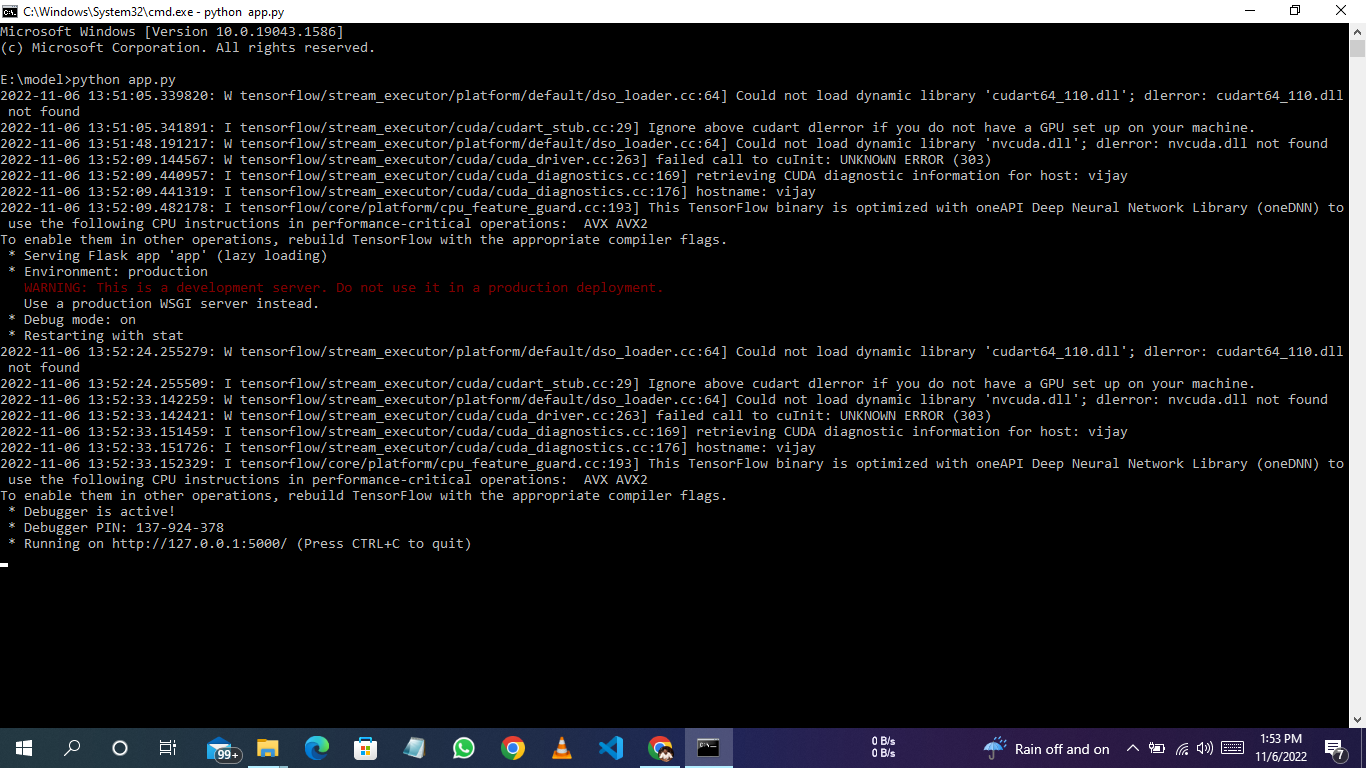 C:\Windows\System32\cmd.exe - python  app.py
Microsoft Windows [Version 10.0.19043.1586]
(c) Microsoft Corporation. All rights reserved.
E:\model>python app.py
2022-11-06 13:51:05.339820: W tensorflow/stream_executor/platform/default/dso_loader.cc:64] Could not load dynamic library 'cudart64_110.dll'; dlerror: cudart64_110.dll
not found
2022-11-06 13:51:05.341891: I tensorflow/stream_executor/cuda/cudart_stub.cc:29] Ignore above cudart dlerror if you do not have a GPU set up on your machine.
2022-11-06 13:51:48.191217: W tensorflow/stream_executor/platform/default/dso_loader.cc:64] Could not load dynamic library 'nvcuda.dll'; dlerror: nvcuda.dll not found
2022-11-06 13:52:09.144567: W tensorflow/stream_executor/cuda/cuda_driver.cc:263] failed call to cuInit: UNKNOWN ERROR (303)
2022-11-06 13:52:09.440957: I tensorflow/stream_executor/cuda/cuda_diagnostics.cc:169] retrieving CUDA diagnostic information for host: vijay
2022-11-06 13:52:09.441319: I tensorflow/stream_executor/cuda/cuda_diagnostics.cc:176] hostname: vijay
2022-11-06 13:52:09.482178: I tensorflow/core/platform/cpu_feature_guard.cc:193] This TensorFlow binary is optimized with oneAPI Deep Neural Network Library (oneDNN) to
use the following CPU instructions in performance-critical operations:  AVX AVX2
To enable them in other operations, rebuild TensorFlow with the appropriate compiler flags.
* Serving Flask app 'app' (lazy loading)
* Environment: production
WARNING: This is a development server. Do not use it in a production deployment.
Use a production WSGI server instead.
* Debug mode: on
* Restarting with stat
2022-11-06 13:52:24.255279: W tensorflow/stream_executor/platform/default/dso_loader.cc:64] Could not load dynamic library 'cudart64_110.dll'; dlerror: cudart64_110.dll
not found
2022-11-06 13:52:24.255509: I tensorflow/stream_executor/cuda/cudart_stub.cc:29] Ignore above cudart dlerror if you do not have a GPU set up on your machine.
2022-11-06 13:52:33.142259: W tensorflow/stream_executor/platform/default/dso_loader.cc:64] Could not load dynamic library 'nvcuda.dll'; dlerror: nvcuda.dll not found
2022-11-06 13:52:33.142421: W tensorflow/stream_executor/cuda/cuda_driver.cc:263] failed call to cuInit: UNKNOWN ERROR (303)
2022-11-06 13:52:33.151459: I tensorflow/stream_executor/cuda/cuda_diagnostics.cc:169] retrieving CUDA diagnostic information for host: vijay
2022-11-06 13:52:33.151726: I tensorflow/stream_executor/cuda/cuda_diagnostics.cc:176] hostname: vijay
2022-11-06 13:52:33.152329: I tensorflow/core/platform/cpu_feature_guard.cc:193] This TensorFlow binary is optimized with oneAPI Deep Neural Network Library (oneDNN) to
use the following CPU instructions in performance-critical operations:  AVX AVX2
To enable them in other operations, rebuild TensorFlow with the appropriate compiler flags.
* Debugger is active!
* Debugger PIN: 137-924-378
* Running on http://127.0.0.1:5000/ (Press CTRL+C to quit)
99+
0 B/s
0 B/s
Rain off and on
1:53 PM
11/6/2022
7